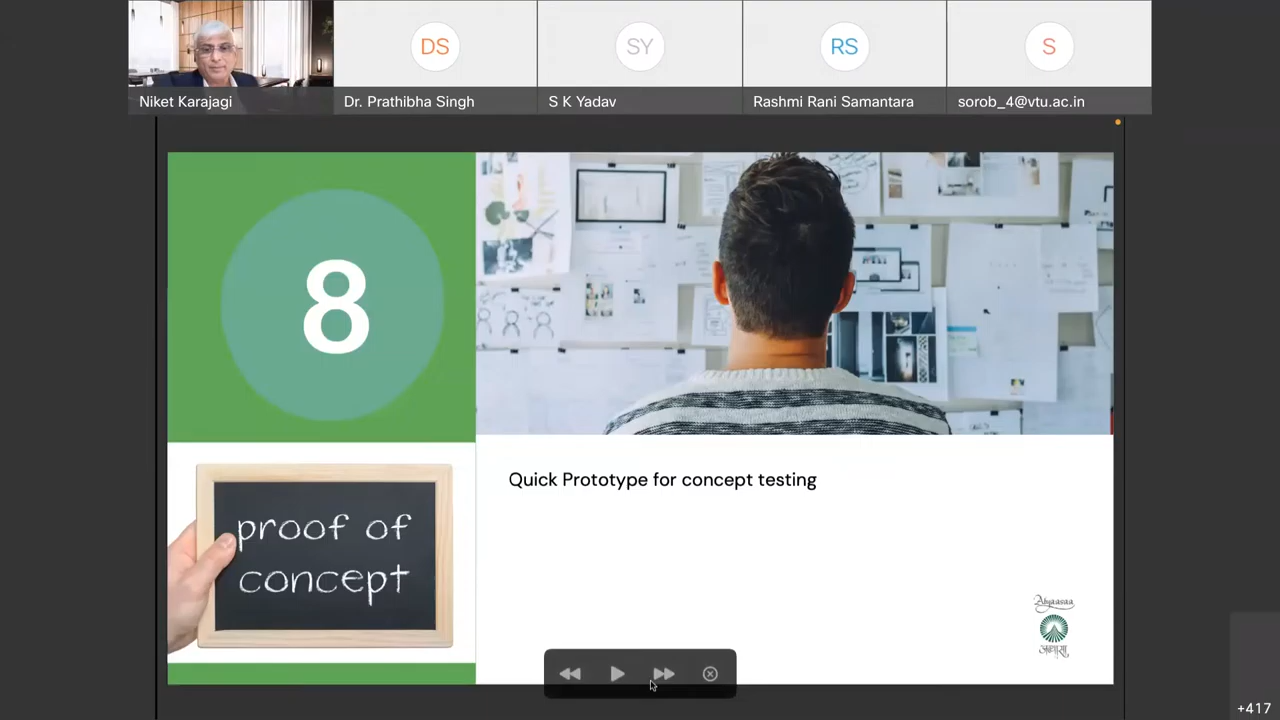 DS
SY
RS
S
Niket Karajagi
Dr. Prathibha Singh
S K Yadav
Rashmi Rani Samantara
sorob_4@vtu.ac.in
8
Quick Prototype for concept testing
proof of
concept
Abyaasaa
+417